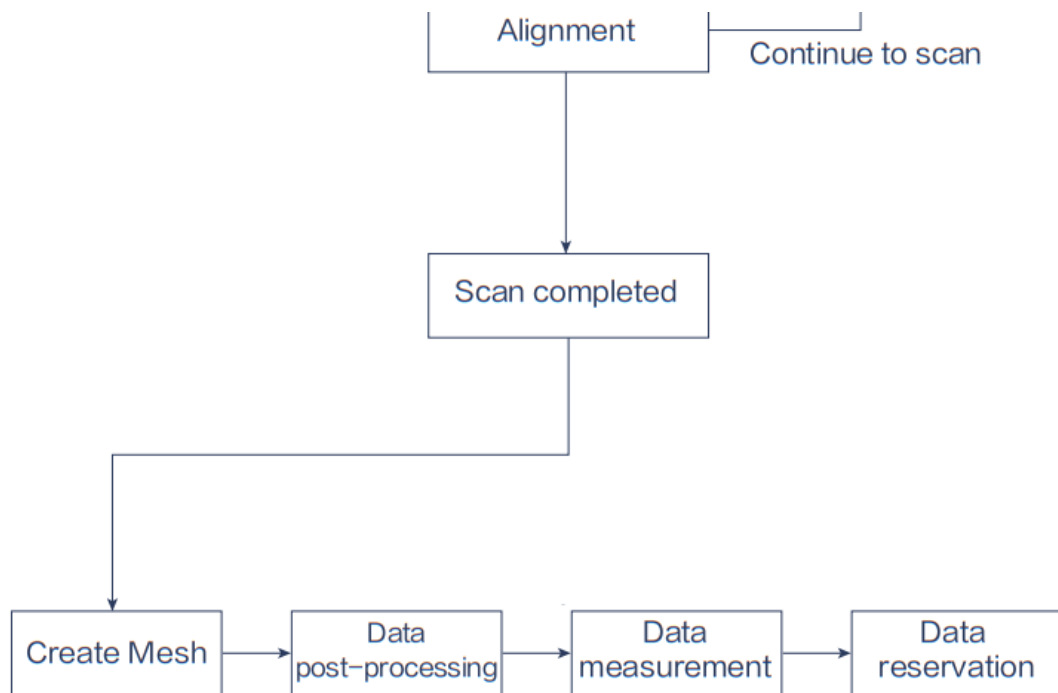 Alignment
Continue to scan
Scan completed
Create Mesh
Data
post-processing
Data
measurement
Data
reservation